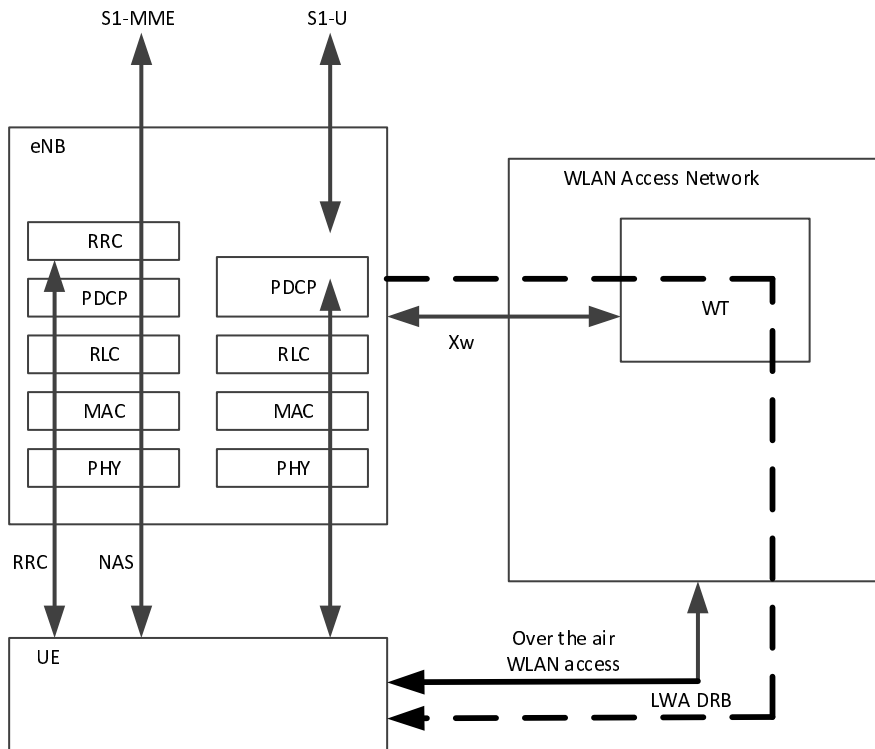 S1-MME
S1-U
eNB
WLAN Access Network
RRC
PDCP
PDCP
WT
RLC
RLC
Xw
MAC
MAC
PHY
PHY
RRC
NAS
UE
Over the air
WLAN access
LWA DRB